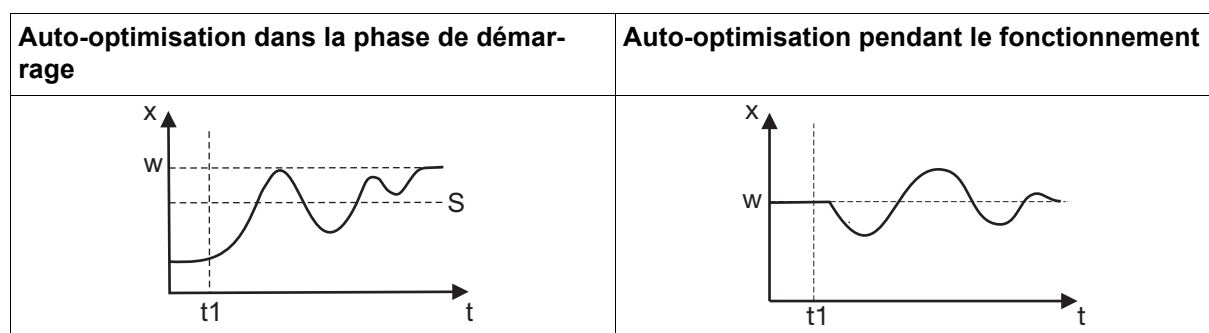 Auto-optimisation dans la phase de démar-
rage
Auto-optimisation pendant le fonctionnement
x
w
S
t1
t
x
w
t1
t